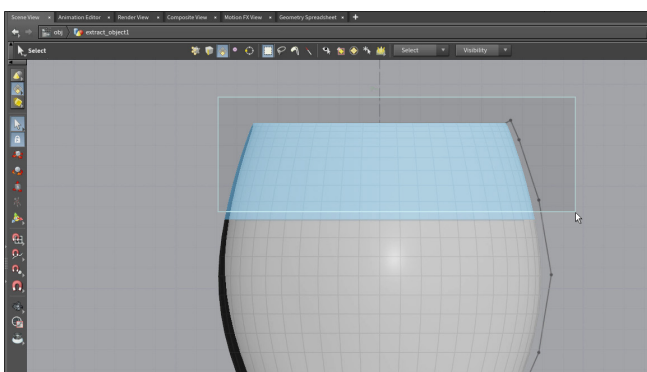 Scene View Animation Editor Render View Composite View Motion FX View Geometry Spreadsheet
obj extract_object1
Select Select Visibility